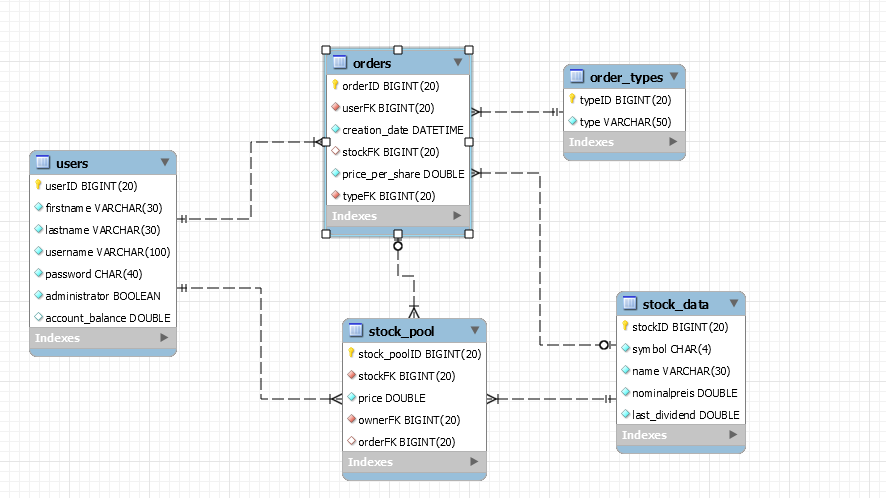 orders
orderID BIGINT(20)
userFK BIGINT(20)
creation_date DATETIME
stockFK BIGINT(20)
price_per_share DOUBLE
typeFK BIGINT(20)
Indexes
order_types
typeID BIGINT(20)
type VARCHAR(50)
Indexes
users
userID BIGINT(20)
firstname VARCHAR(30)
lastname VARCHAR(30)
username VARCHAR(100)
password CHAR(40)
administrator BOOLEAN
account_balance DOUBLE
Indexes
stock_pool
stock_poolID BIGINT(20)
stockFK BIGINT(20)
price DOUBLE
ownerFK BIGINT(20)
orderFK BIGINT(20)
Indexes
stock_data
stockID BIGINT(20)
symbol CHAR(4)
name VARCHAR(30)
nominalpreis DOUBLE
last_dividend DOUBLE
Indexes